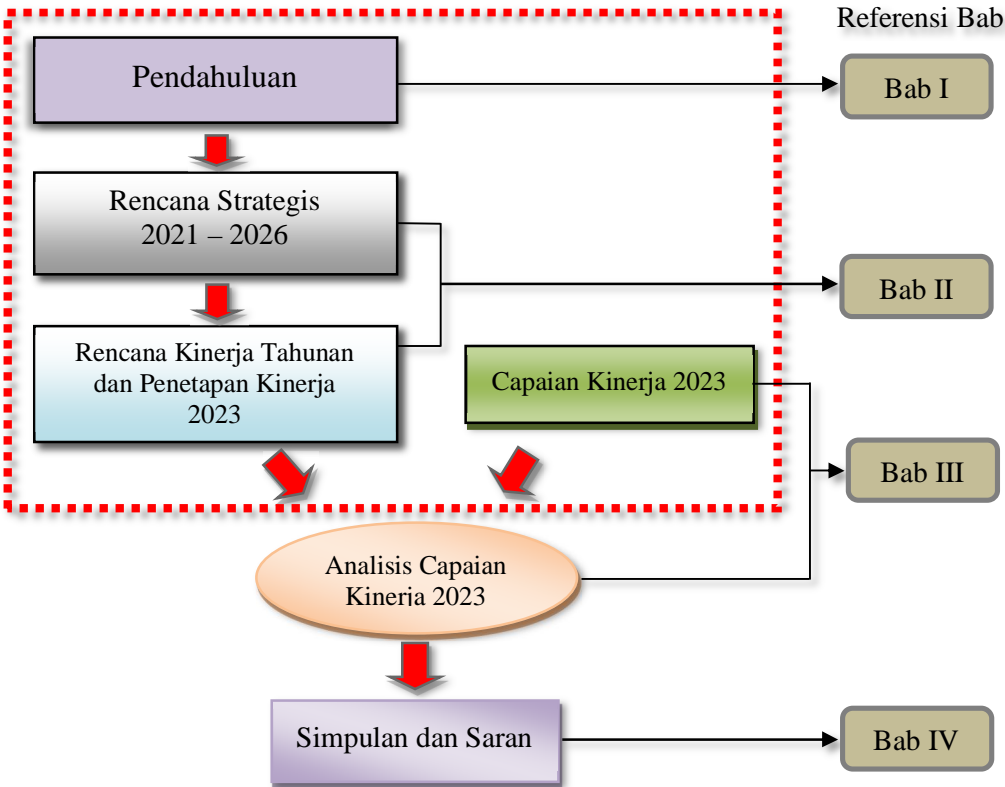 Referensi Bab
Pendahuluan
Bab I
Rencana Strategis
2021 – 2026
Bab II
Rencana Kinerja Tahunan
dan Penetapan Kinerja
2023
Capaian Kinerja 2023
Bab III
Analisis Capaian
Kinerja 2023
Simpulan dan Saran
Bab IV